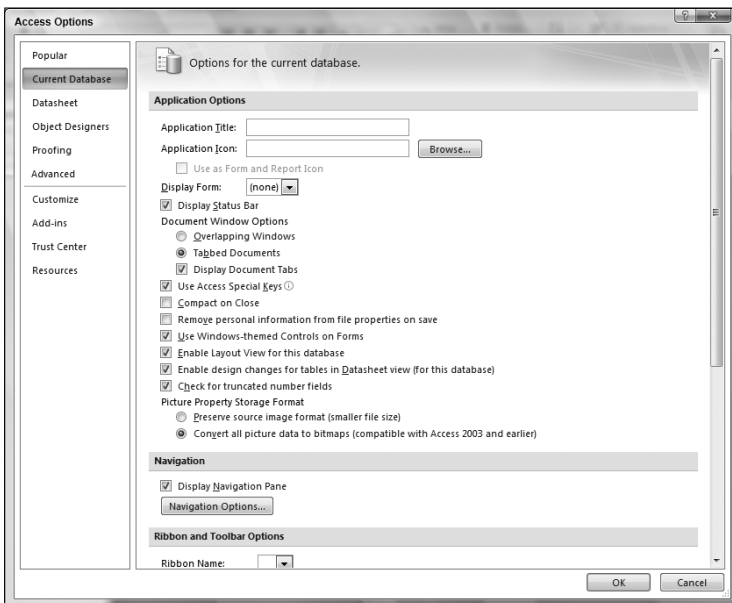 Access Options
Popular
Current Database
Datasheet
Object Designers
Proofing
Advanced
Customize
Add-ins
Trust Center
Resources
Options for the current database.
Application Options
Application Title:
Application Icon:
Browse...
Use as Form and Report Icon
Display Form:
(none)
Display Status Bar
Document Window Options
Overlapping Windows
Tabbed Documents
Display Document Tabs
Use Access Special Keys
Compact on Close
Remove personal information from file properties on save
Use Windows-themed Controls on Forms
Enable Layout View for this database
Enable design changes for tables in Datasheet view (for this database)
Check for truncated number fields
Picture Property Storage Format
Preserve source image format (smaller file size)
Convert all picture data to bitmaps (compatible with Access 2003 and earlier)
Navigation
Display Navigation Pane
Navigation Options...
Ribbon and Toolbar Options
Ribbon Name:
OK
Cancel